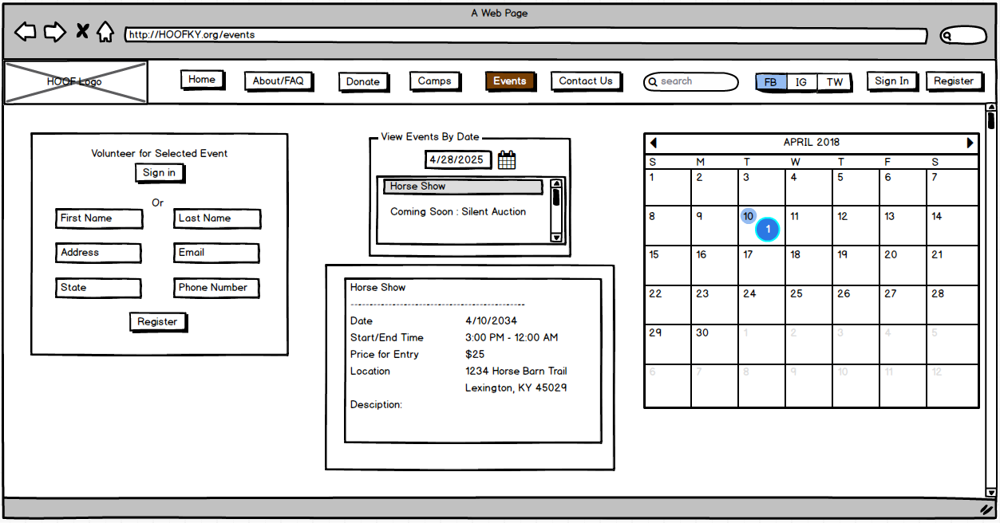 A Web Page
http://HOOFKY.org/events
HOOF Logo
Home
About/FAQ
Donate
Camps
Events
Contact Us
search
FB IG TW
Sign In
Register
Volunteer for Selected Event
Sign in
Or
First Name
Last Name
Address
Email
State
Phone Number
Register
View Events By Date
4/28/2025
Horse Show
Coming Soon : Silent Auction
Horse Show
-------------------------------------------
Date 4/10/2034
Start/End Time 3:00 PM - 12:00 AM
Price for Entry $25
Location 1234 Horse Barn Trail
Lexington, KY 45029
Desciption:
APRIL 2018
S M T W T F S
1 2 3 4 5 6 7
8 9 10 1 11 12 13 14
15 16 17 18 19 20 21
22 23 24 25 26 27 28
29 30 1 2 3 4 5
6 7 8 9 10 11 12